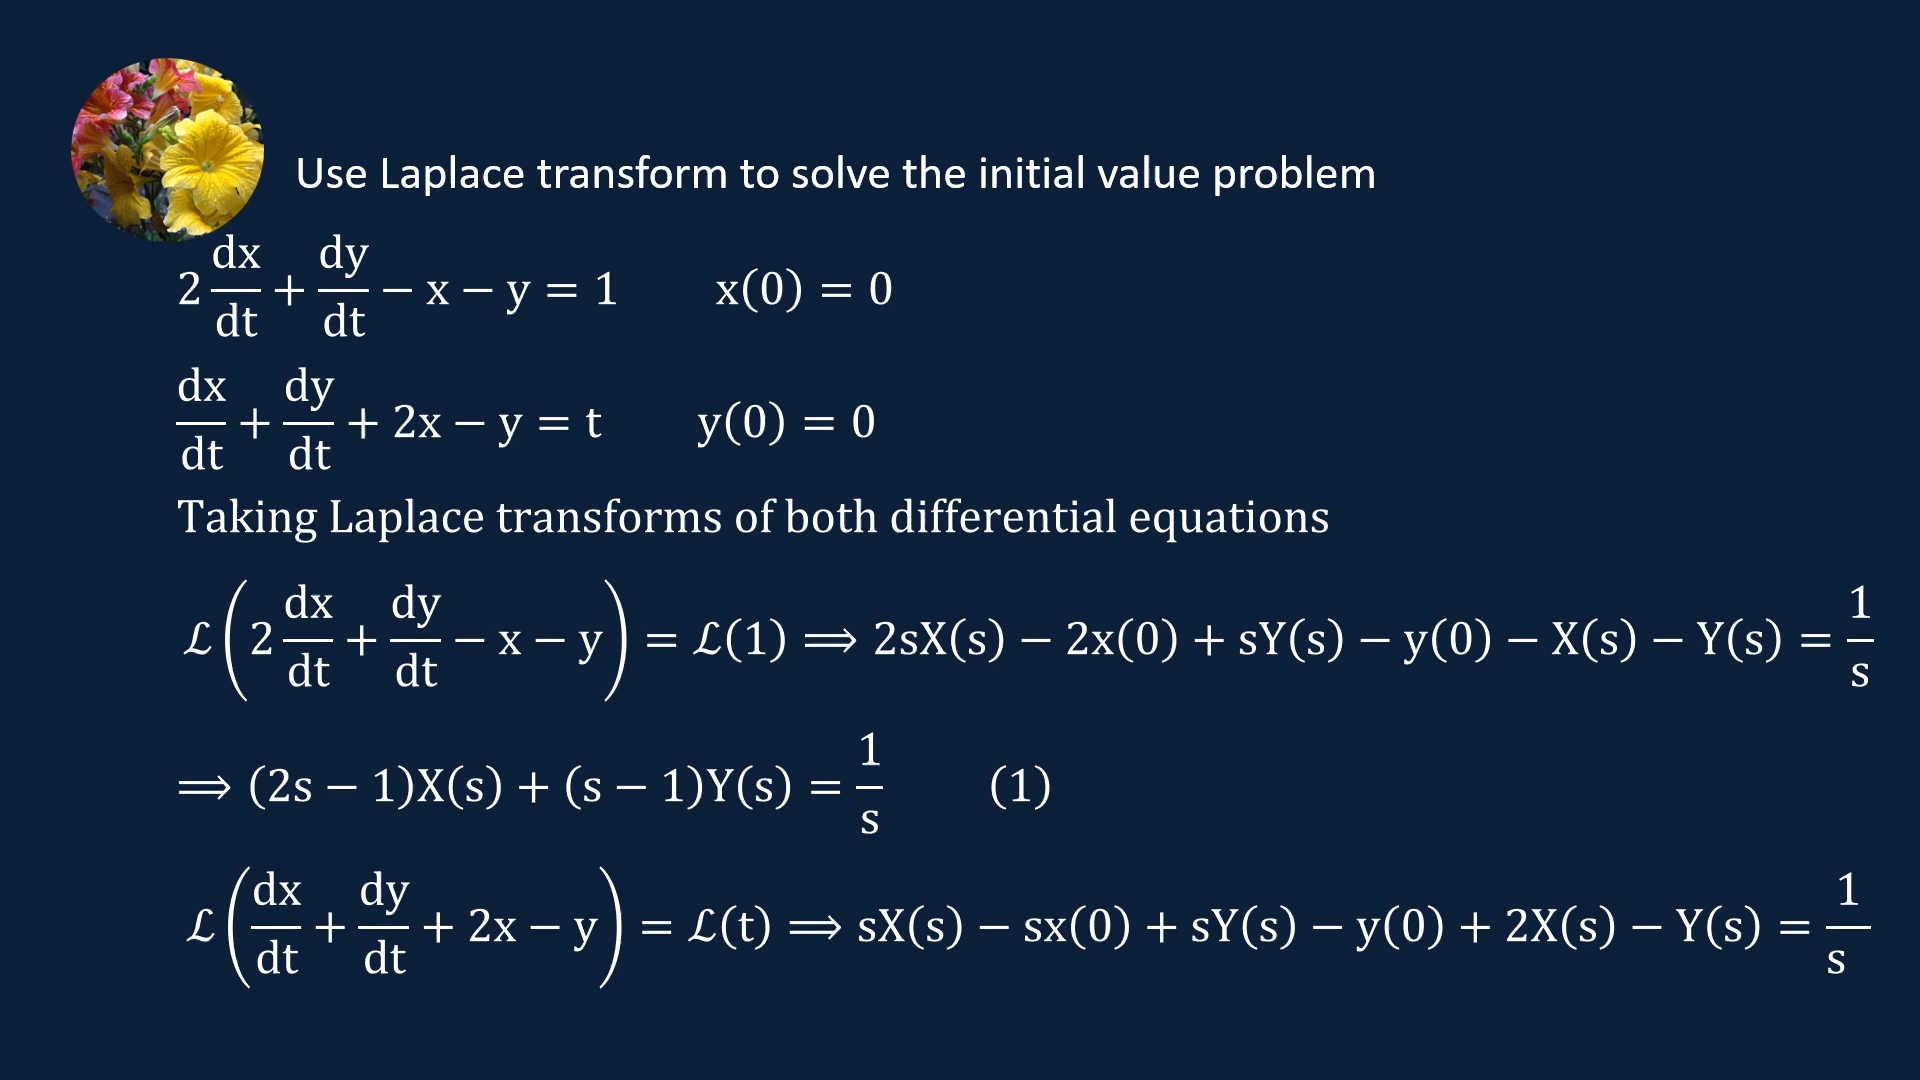 Use Laplace transform to solve the initial value problem
2 dx/dt + dy/dt − x − y = 1 x(0) = 0
dx/dt + dy/dt + 2x − y = t y(0) = 0
Taking Laplace transforms of both differential equations
ℒ(2 dx/dt + dy/dt − x − y) = ℒ(1) ⟹ 2sX(s) − 2x(0) + sY(s) − y(0) − X(s) − Y(s) = 1/s
⟹ (2s − 1)X(s) + (s − 1)Y(s) = 1/s (1)
ℒ(dx/dt + dy/dt + 2x − y) = ℒ(t) ⟹ sX(s) − sx(0) + sY(s) − y(0) + 2X(s) − Y(s) = 1/s